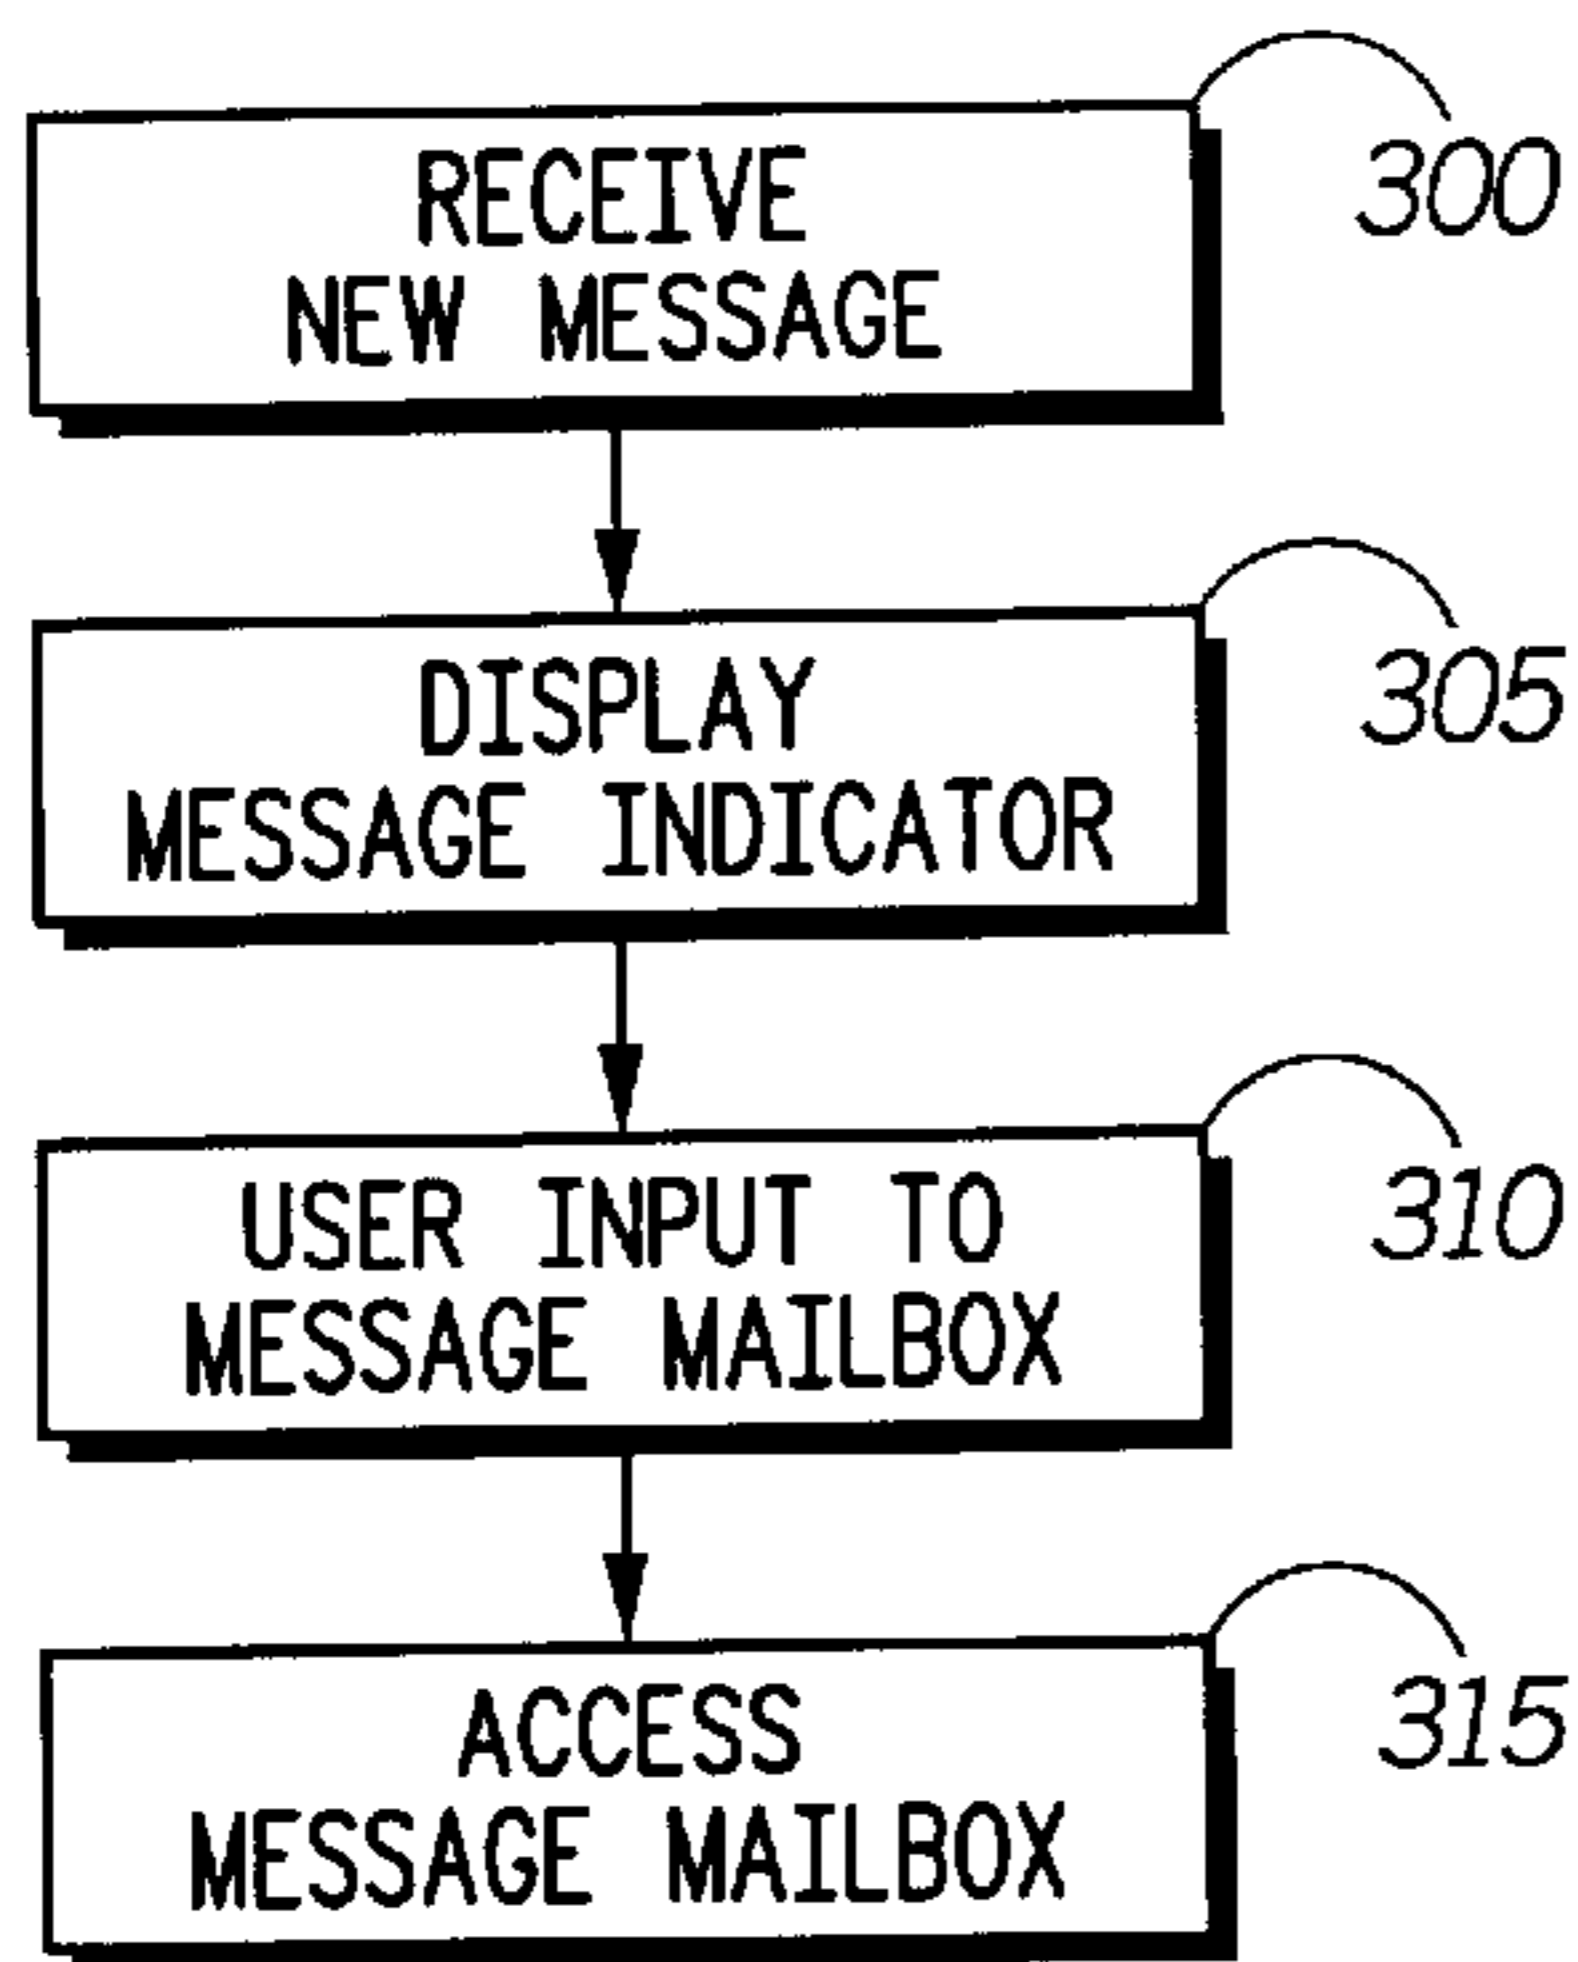 RECEIVE
NEW MESSAGE
300
DISPLAY
MESSAGE INDICATOR
305
USER INPUT TO
MESSAGE MAILBOX
310
ACCESS
MESSAGE MAILBOX
315